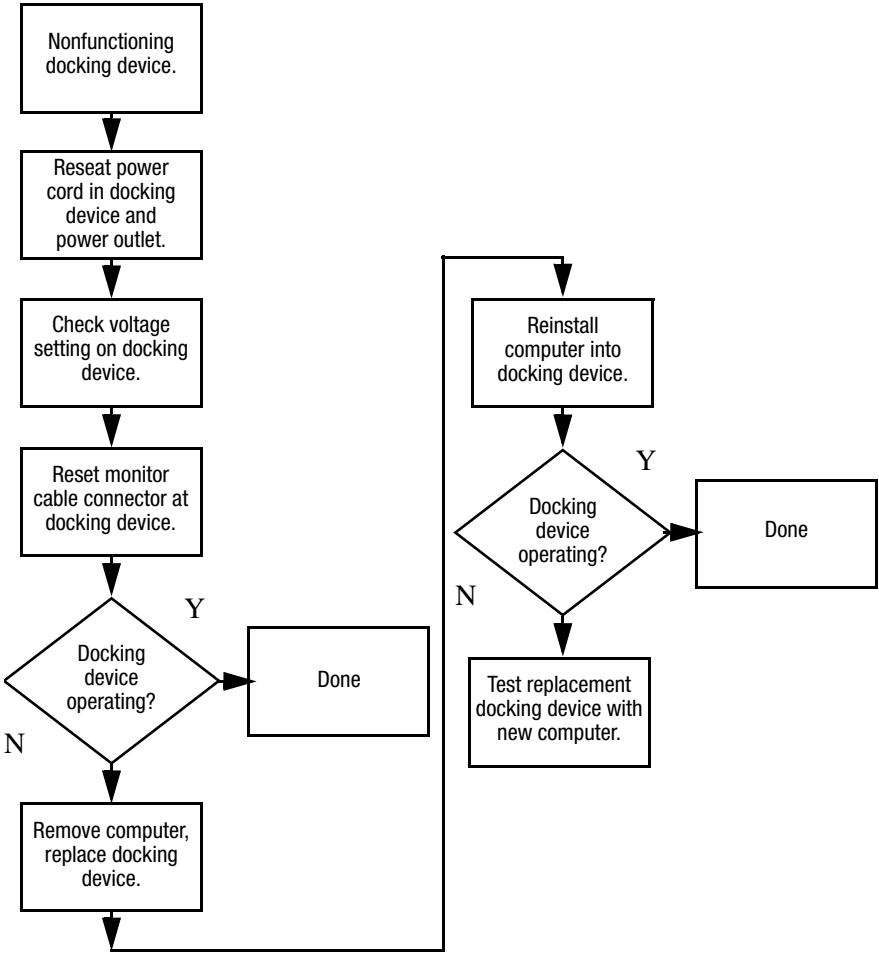 Nonfunctioning
docking device.
Reseat power
cord in docking
device and
power outlet.
Check voltage
setting on docking
device.
Reset monitor
cable connector at
docking device.
Y
Docking
device
operating?
Done
N
Remove computer,
replace docking
device.
Reinstall
computer into
docking device.
Y
Docking
device
operating?
Done
N
Test replacement
docking device with
new computer.